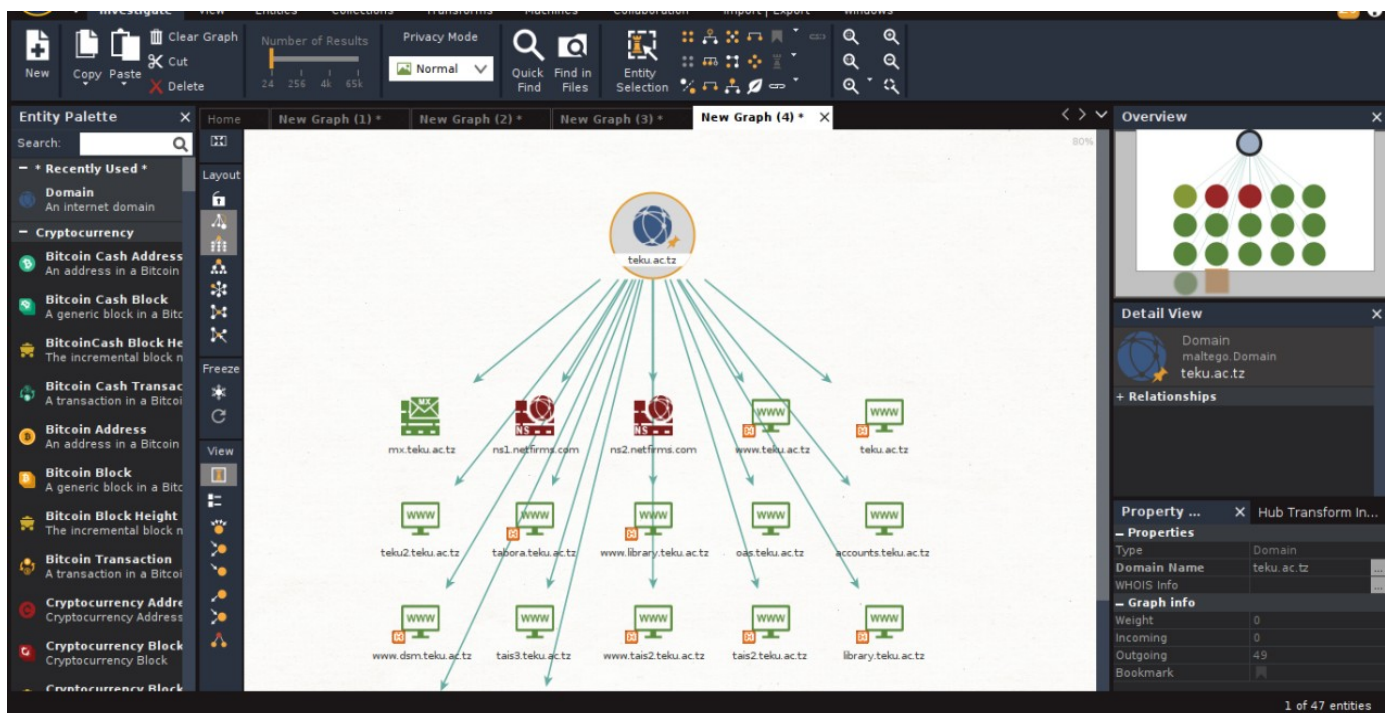 Investigate View Entities Collections Transforms Machines Collaboration Import | Export Windows
Clear Graph
Cut
Delete
New
Copy Paste
Number of Results
24 256 4k 65k
Privacy Mode
Normal
Quick
Find
Find in
Files
Entity
Selection
Entity Palette
Search:
* Recently Used *
Domain
An internet domain
Cryptocurrency
Bitcoin Cash Address
An address in a Bitcoin
Bitcoin Cash Block
A generic block in a Bitc
BitcoinCash Block He
The incremental block n
Bitcoin Cash Transac
A transaction in a Bitcoi
Bitcoin Address
An address in a Bitcoin
Bitcoin Block
A generic block in a Bitc
Bitcoin Block Height
The incremental block n
Bitcoin Transaction
A transaction in a Bitcoi
Cryptocurrency Addre
Cryptocurrency Address
Cryptocurrency Block
Cryptocurrency Block
Cryptocurrency Block
Layout
Freeze
View
Home New Graph (1) * New Graph (2) * New Graph (3) * New Graph (4) *
80%
teku.ac.tz
MX
NS
NS
www
www
mx.teku.ac.tz ns1.netfirms.com ns2.netfirms.com www.teku.ac.tz teku.ac.tz
www
www
www
www
www
teku2.teku.ac.tz tabora.teku.ac.tz www.library.teku.ac.tz oas.teku.ac.tz accounts.teku.ac.tz
www
www
www
www
www
www.dsm.teku.ac.tz tais3.teku.ac.tz www.tais2.teku.ac.tz tais2.teku.ac.tz library.teku.ac.tz
Overview
Detail View
Domain
maltego.Domain
teku.ac.tz
+ Relationships
Property ... Hub Transform In...
Properties
Type Domain
Domain Name teku.ac.tz ...
WHOIS Info ...
Graph info
Weight 0
Incoming 0
Outgoing 49
Bookmark
1 of 47 entities